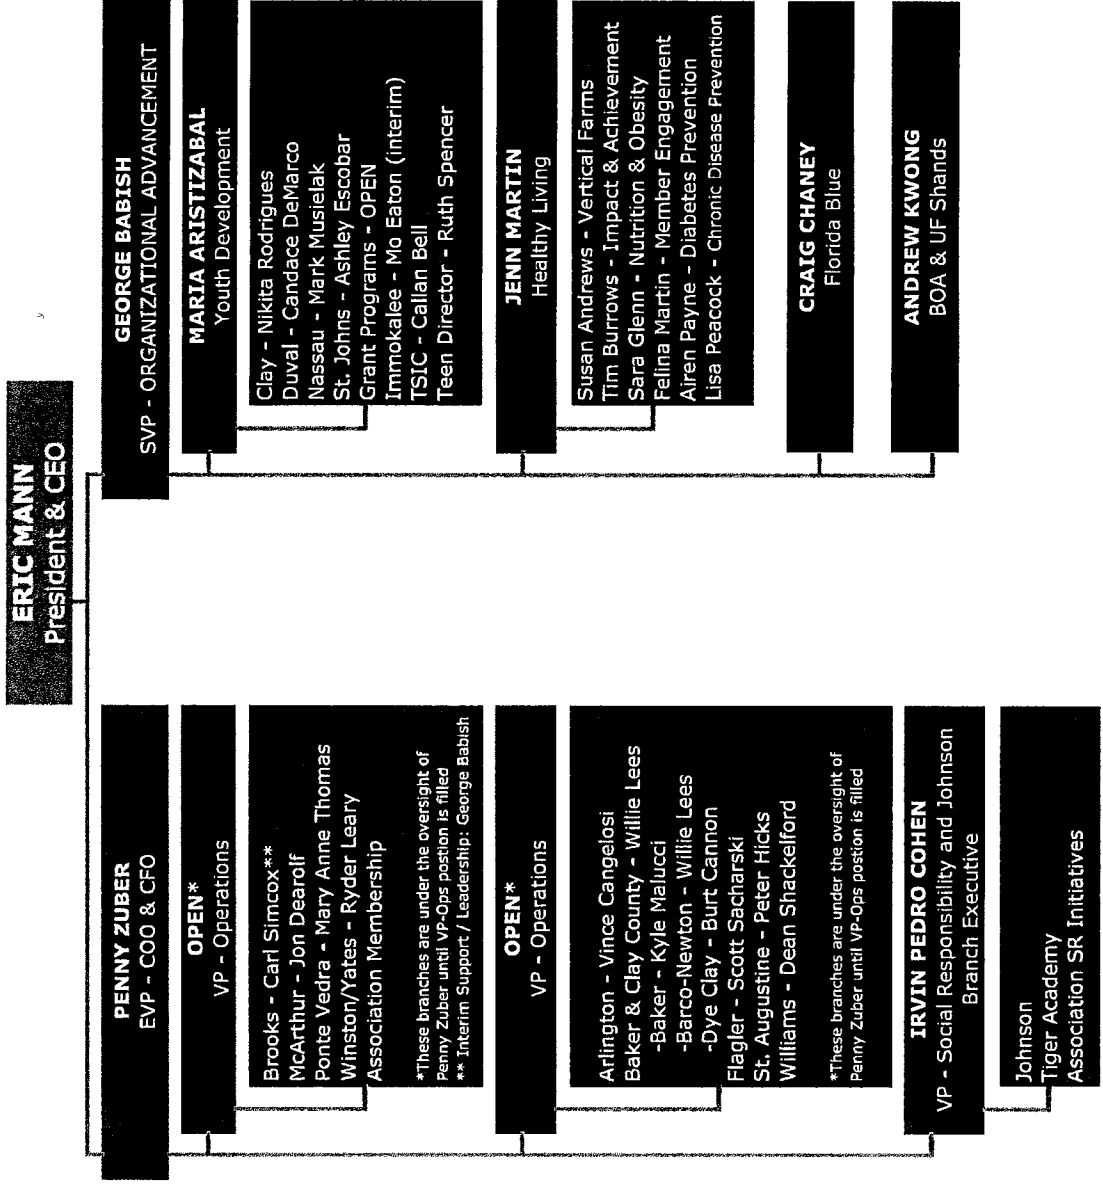 ERIC MANN
President & CEO
PENNY ZUBER
EVP - COO & CFO
OPEN*
VP - Operations
Brooks - Carl Simcox**
McArthur - Jon Dearolf
Ponte Vedra - Mary Anne Thomas
Winston/Yates - Ryder Leary
Association Membership
*These branches are under the oversight of
Penny Zuber until VP-Ops postion is filled
** Interim Support / Leadership: George Babish
OPEN*
VP - Operations
Arlington - Vince Cangelosi
Baker & Clay County - Willie Lees
-Baker - Kyle Malucci
-Barco-Newton - Willie Lees
-Dye Clay - Burt Cannon
Flagler - Scott Sacharski
St. Augustine - Peter Hicks
Williams - Dean Shackelford
*These branches are under the oversight of
Penny Zuber until VP-Ops postion is filled
IRVIN PEDRO COHEN
VP - Social Responsibility and Johnson
Branch Executive
Johnson
Tiger Academy
Association SR Initiatives
GEORGE BABISH
SVP - ORGANIZATIONAL ADVANCEMENT
MARIA ARISTIZABAL
Youth Development
Clay - Nikita Rodrigues
Duval - Candace DeMarco
Nassau - Mark Musielak
St. Johns - Ashley Escobar
Grant Programs - OPEN
Immokalee - Mo Eaton (interim)
TSIC - Callan Bell
Teen Director - Ruth Spencer
JENN MARTIN
Healthy Living
Susan Andrews - Vertical Farms
Tim Burrows - Impact & Achievement
Sara Glenn - Nutrition & Obesity
Felina Martin - Member Engagement
Airen Payne - Diabetes Prevention
Lisa Peacock - Chronic Disease Prevention
CRAIG CHANEY
Florida Blue
ANDREW KWONG
BOA & UF Shands